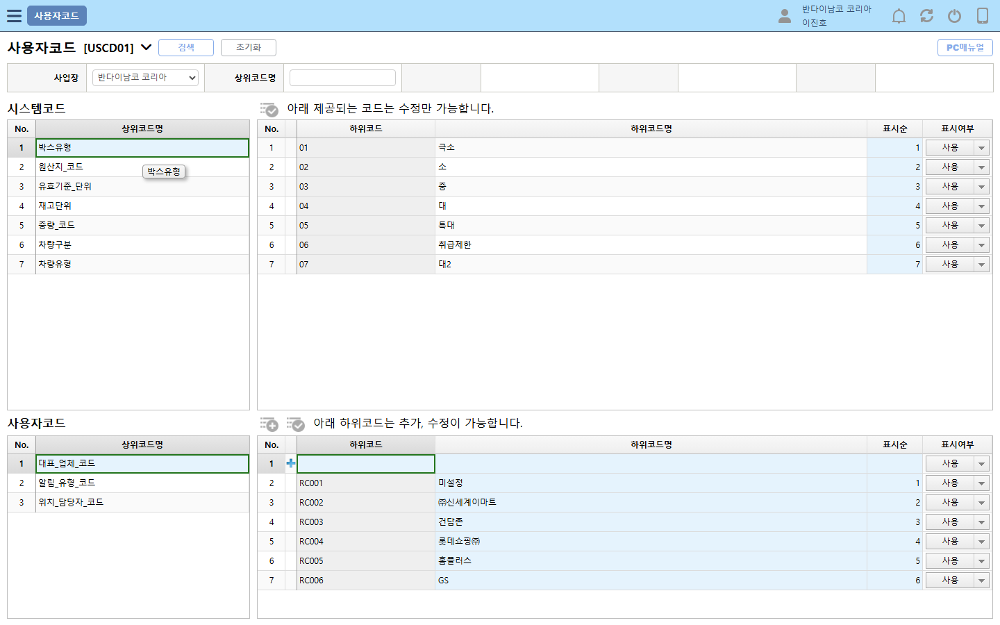 사용자코드
반다이남코 코리아
이진호
사용자코드 [USCD01] 검색 초기화 PC매뉴얼
사업장 반다이남코 코리아 상위코드명
시스템코드
No. 상위코드명
1 박스유형
2 원산지_코드
박스유형
3 유효기준_단위
4 재고단위
5 중량_코드
6 차량구분
7 차량유형
아래 제공되는 코드는 수정만 가능합니다.
No. 하위코드 하위코드명 표시순 표시여부
1 01 극소 1 사용
2 02 소 2 사용
3 03 중 3 사용
4 04 대 4 사용
5 05 특대 5 사용
6 06 취급제한 6 사용
7 07 대2 7 사용
사용자코드
No. 상위코드명
1 대표_업체_코드
2 알림_유형_코드
3 위치_담당자_코드
아래 하위코드는 추가, 수정이 가능합니다.
No. 하위코드 하위코드명 표시순 표시여부
1 사용
2 RC001 미설정 1 사용
3 RC002 ㈜신세계이마트 2 사용
4 RC003 건담존 3 사용
5 RC004 롯데쇼핑㈜ 4 사용
6 RC005 홈플러스 5 사용
7 RC006 GS 6 사용